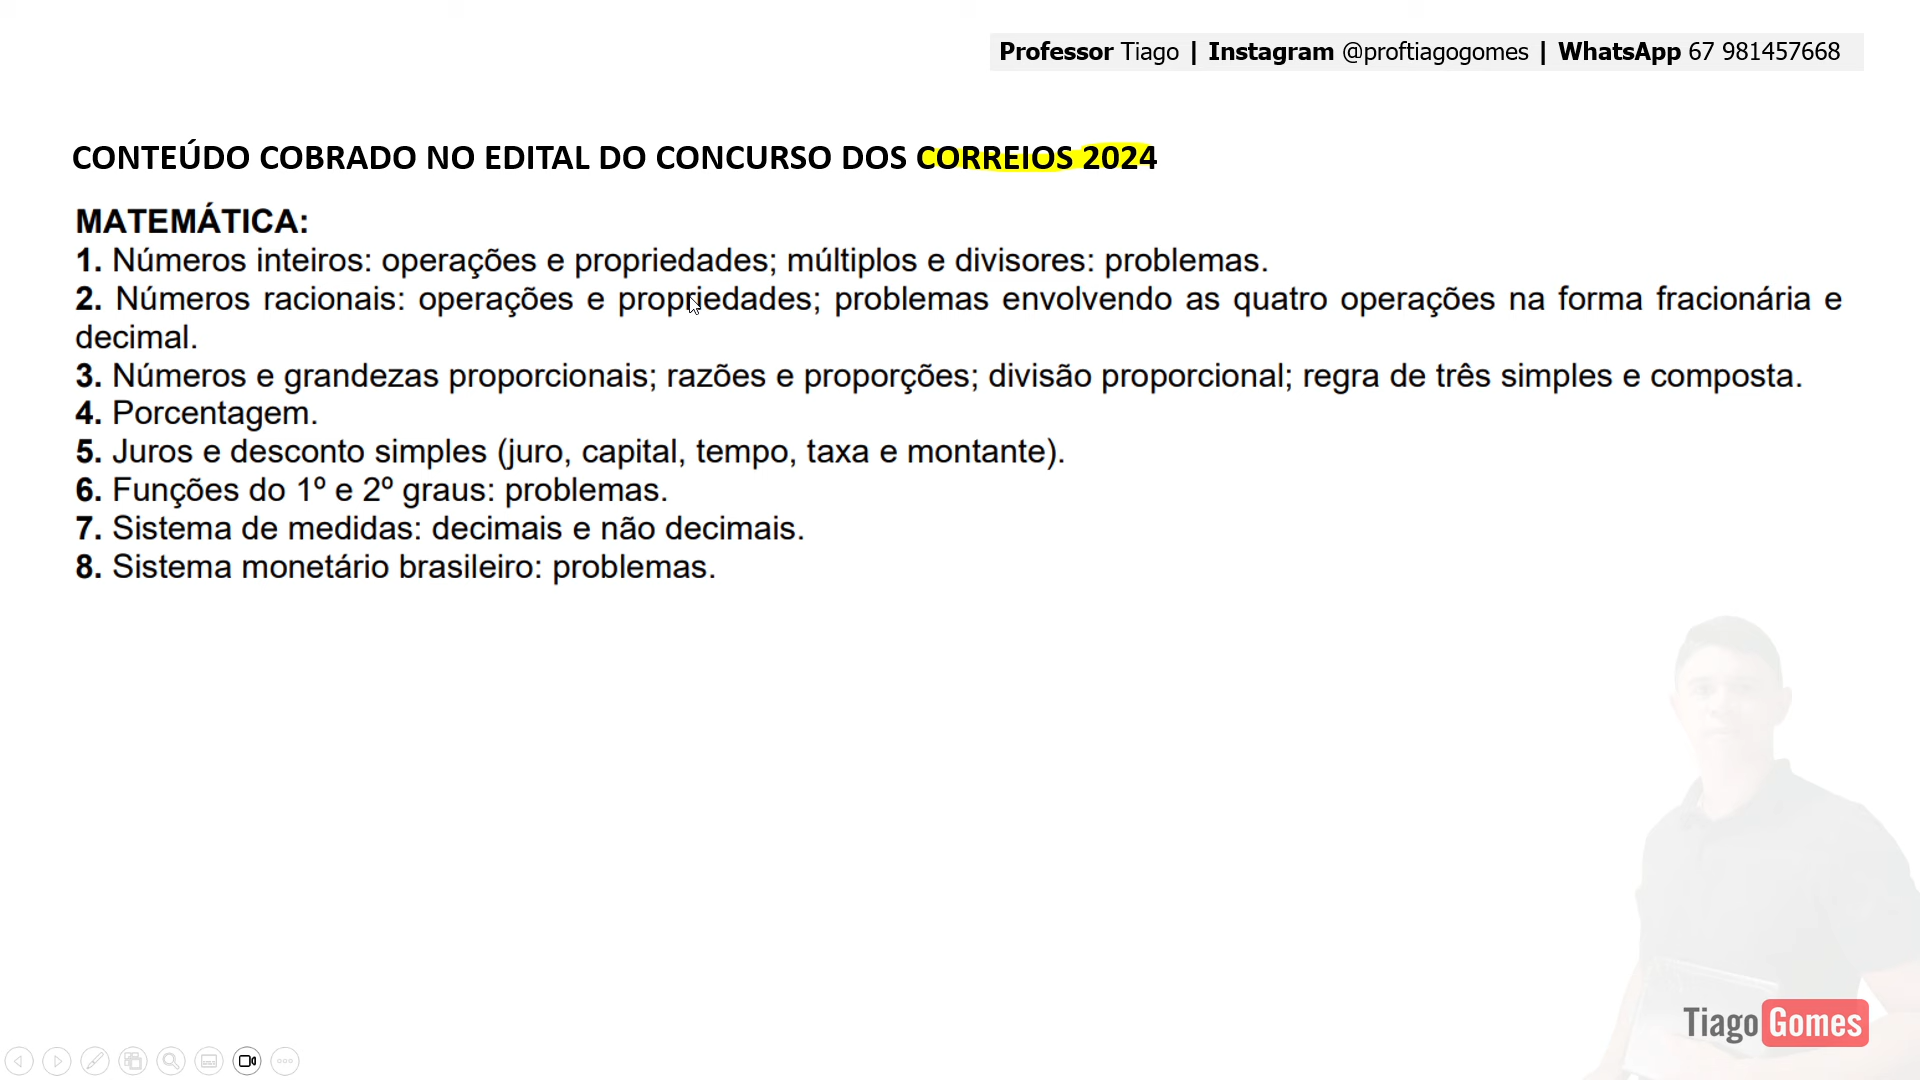 Professor Tiago | Instagram @proftiagogomes | WhatsApp 67 981457668
CONTEÚDO COBRADO NO EDITAL DO CONCURSO DOS CORREIOS 2024
MATEMÁTICA:
1. Números inteiros: operações e propriedades; múltiplos e divisores: problemas.
2. Números racionais: operações e propriedades; problemas envolvendo as quatro operações na forma fracionária e
decimal.
3. Números e grandezas proporcionais; razões e proporções; divisão proporcional; regra de três simples e composta.
4. Porcentagem.
5. Juros e desconto simples (juro, capital, tempo, taxa e montante).
6. Funções do 1º e 2º graus: problemas.
7. Sistema de medidas: decimais e não decimais.
8. Sistema monetário brasileiro: problemas.
Tiago Gomes